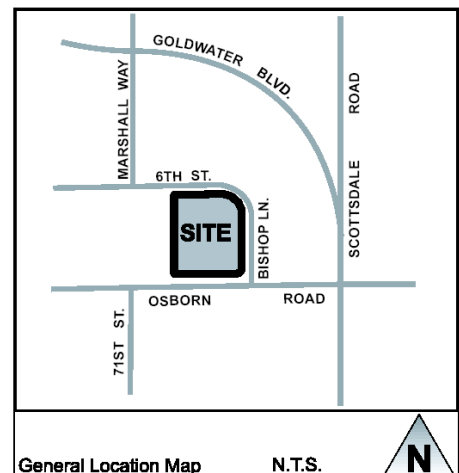 GOLDWATER BLVD.
MARSHALL WAY
ROAD
6TH ST.
SCOTTSDALE
SITE
BISHOP LN.
OSBORN ROAD
71ST ST.
General Location Map N.T.S. N